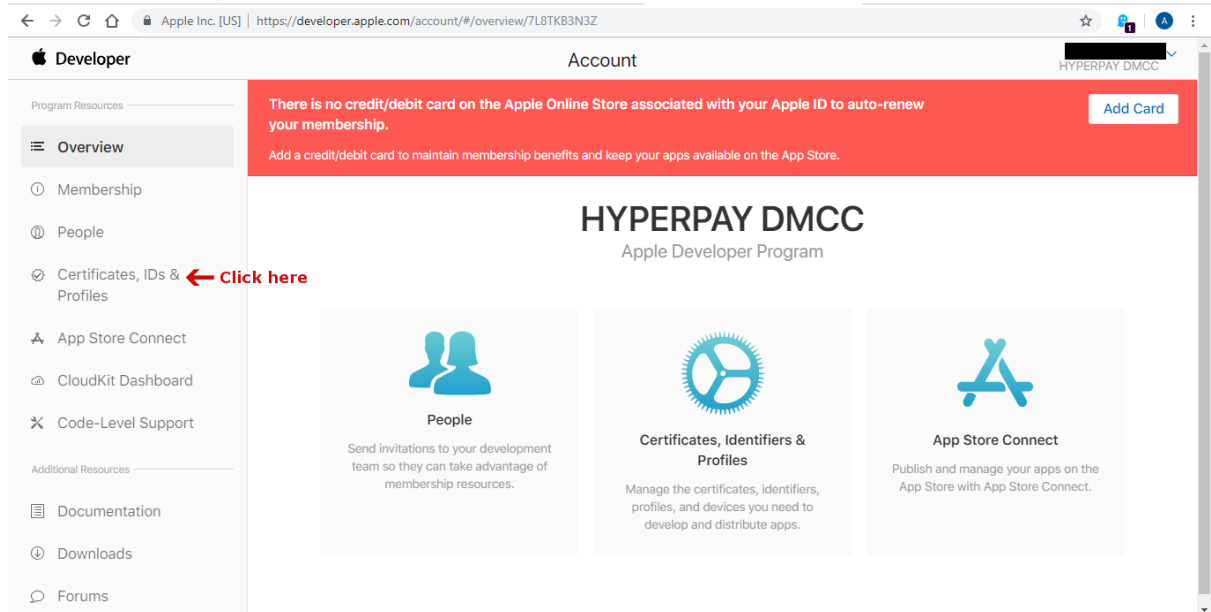 Apple Inc. [US] | https://developer.apple.com/account/#/overview/7L8TKB3N3Z
A
1
Developer
Account
HYPERPAY DMCC
Program Resources
Overview
Membership
People
Certificates, IDs &
Profiles
Click here
App Store Connect
CloudKit Dashboard
Code-Level Support
Additional Resources
Documentation
Downloads
Forums
There is no credit/debit card on the Apple Online Store associated with your Apple ID to auto-renew
your membership.
Add a credit/debit card to maintain membership benefits and keep your apps available on the App Store.
Add Card
HYPERPAY DMCC
Apple Developer Program
People
Send invitations to your development
team so they can take advantage of
membership resources.
Certificates, Identifiers &
Profiles
Manage the certificates, identifiers,
profiles, and devices you need to
develop and distribute apps.
App Store Connect
Publish and manage your apps on the
App Store with App Store Connect.